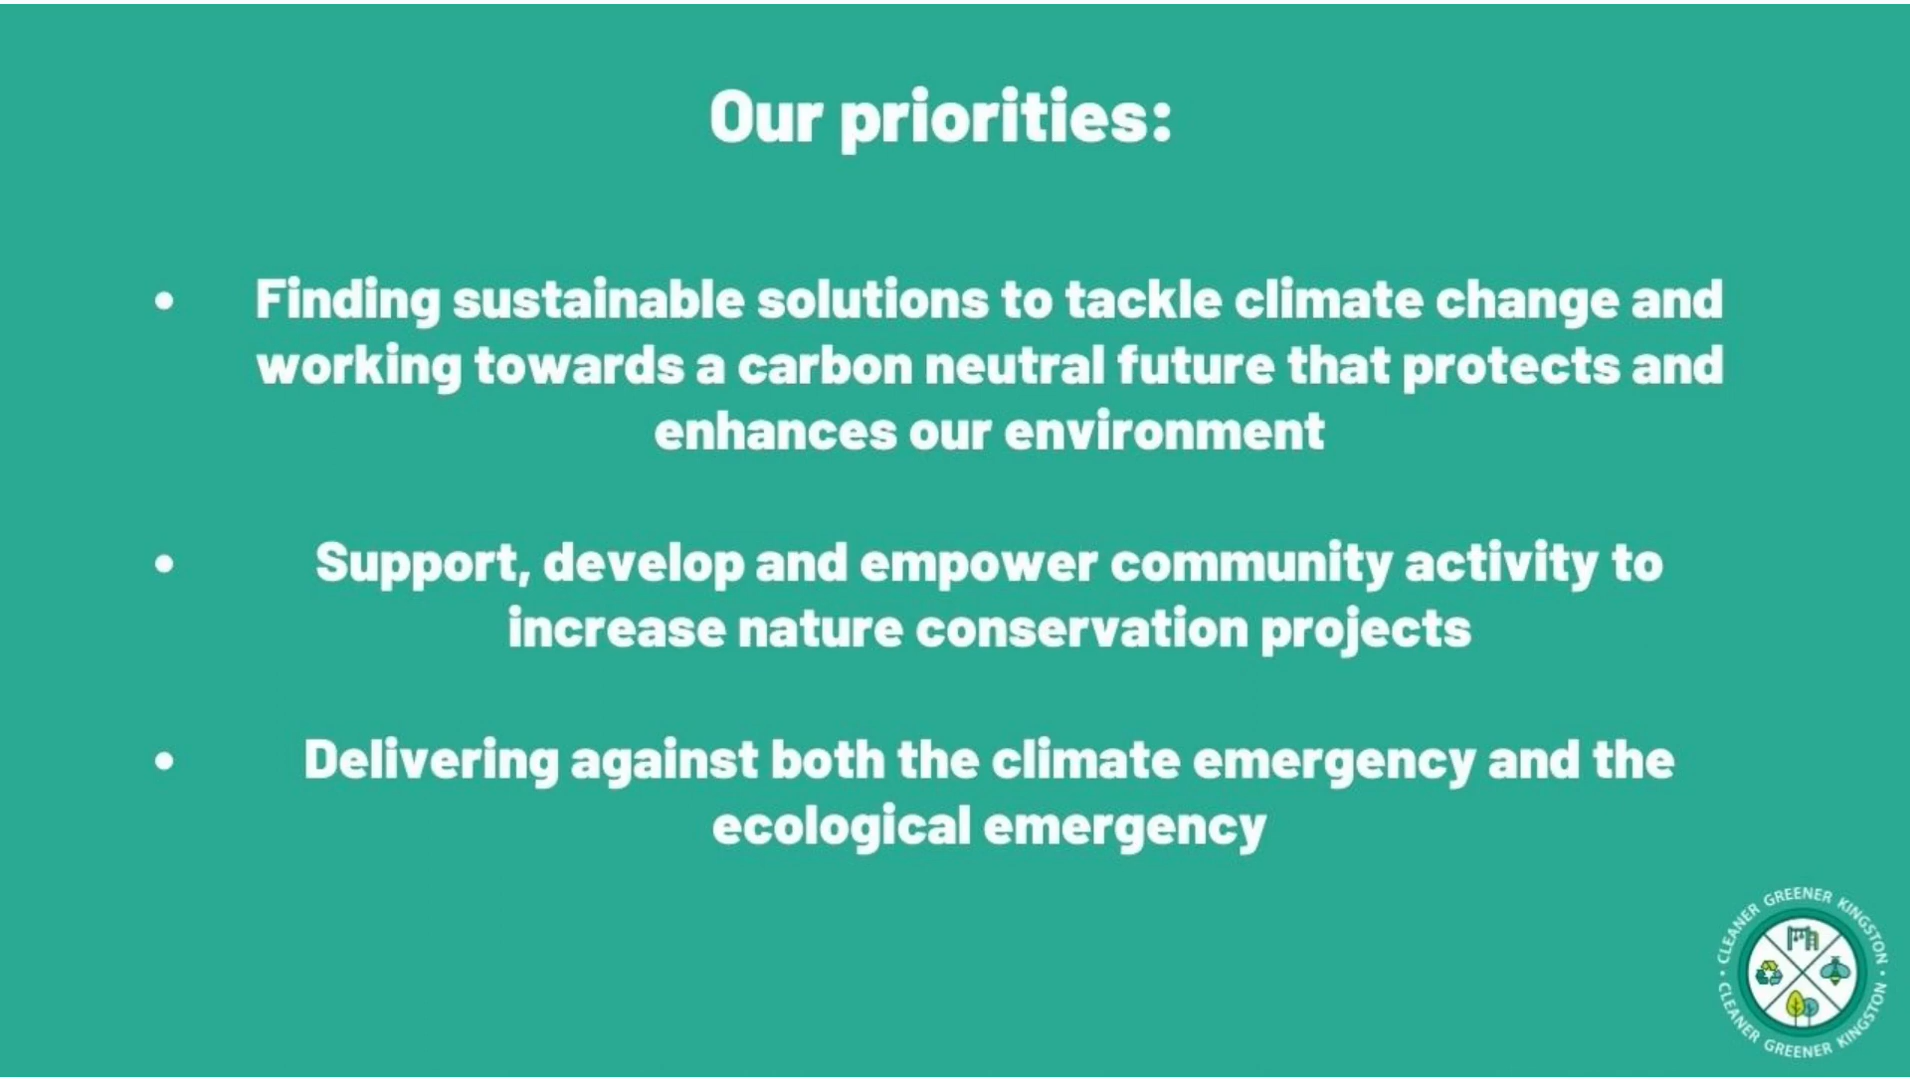 Our priorities:
• Finding sustainable solutions to tackle climate change and
working towards a carbon neutral future that protects and
enhances our environment
• Support, develop and empower community activity to
increase nature conservation projects
• Delivering against both the climate emergency and the
ecological emergency
CLEANER GREENER KINGSTON •
CLEANER GREENER KINGSTON •